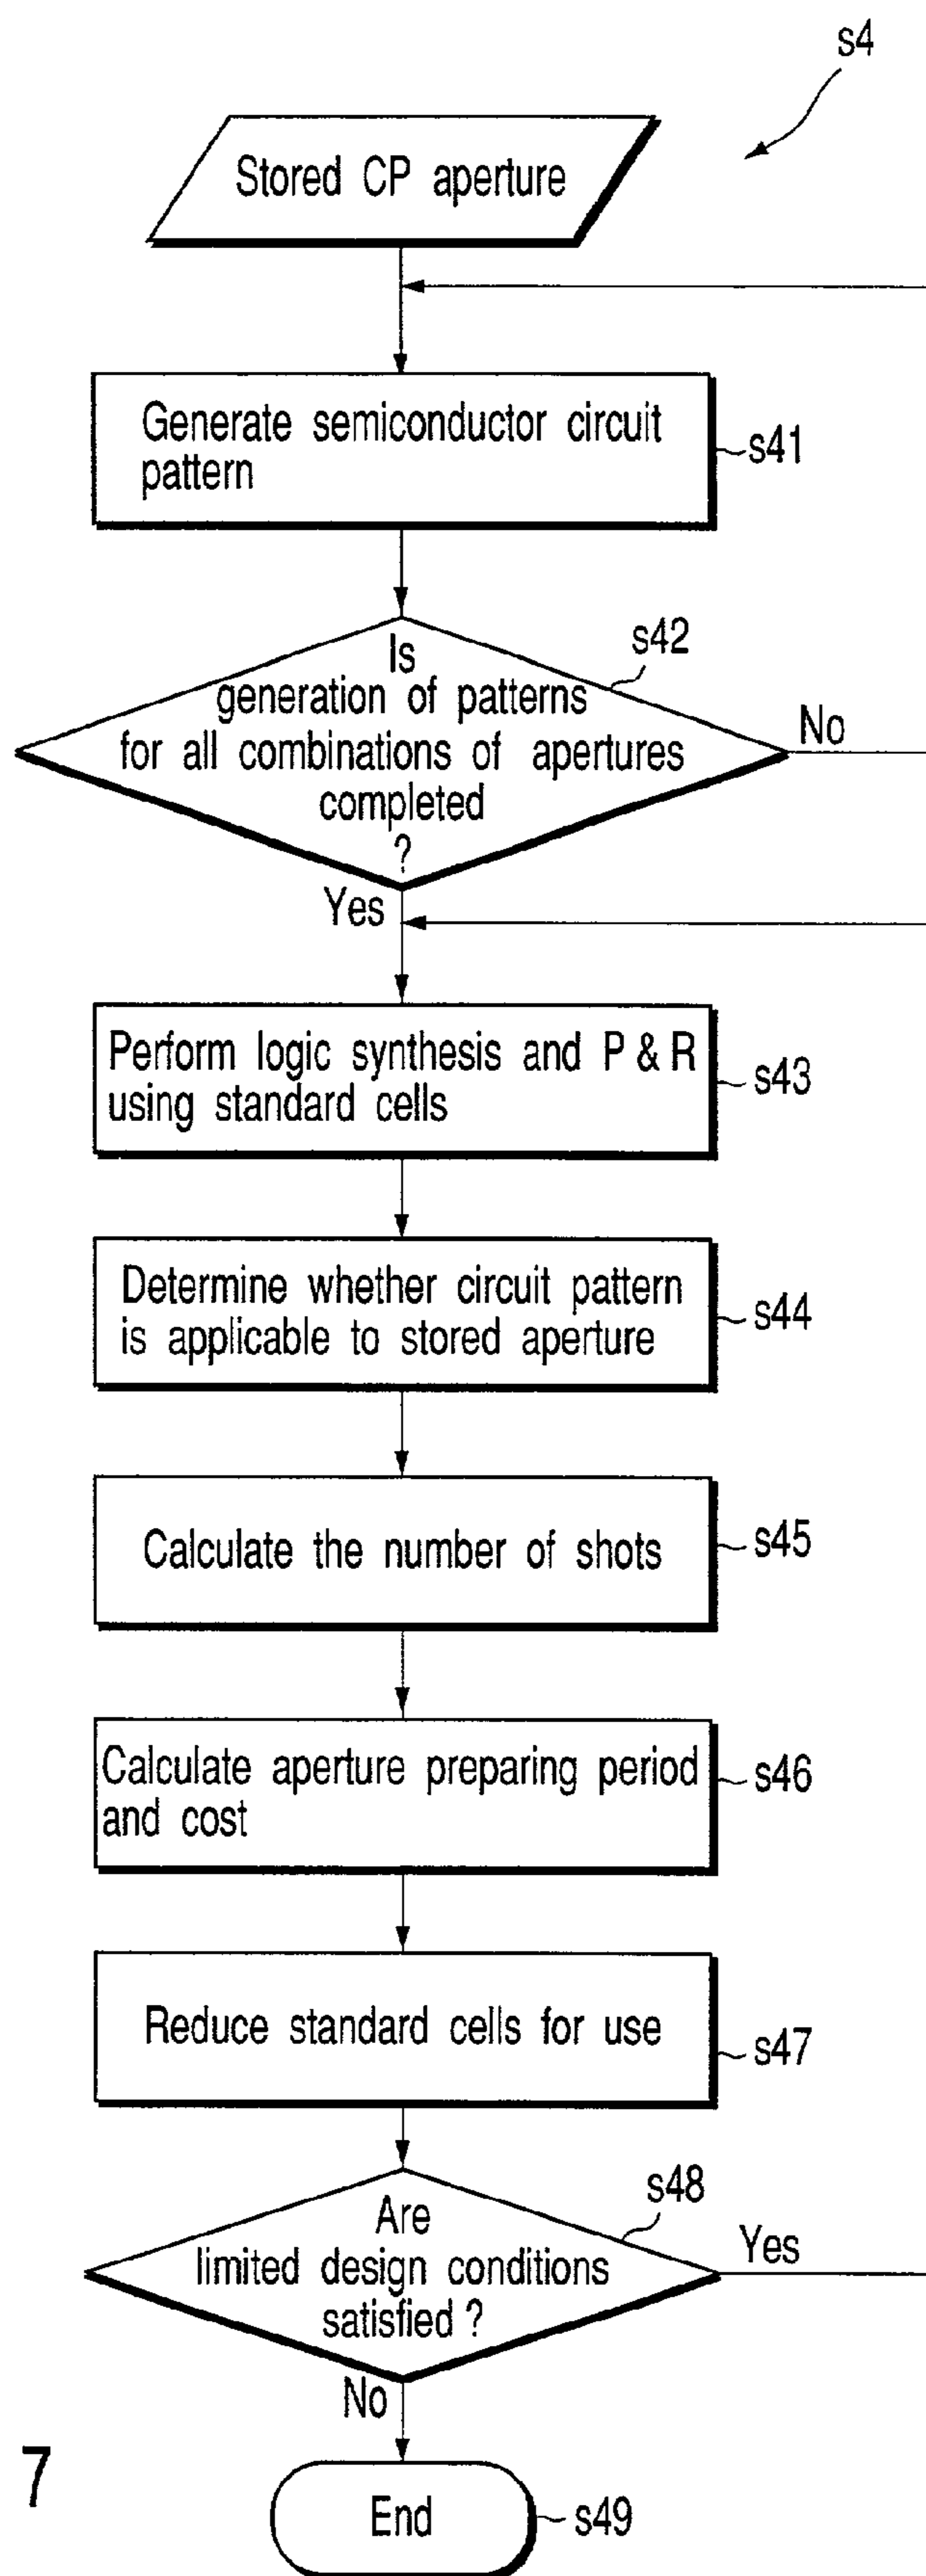 s4
Stored CP aperture
Generate semiconductor circuit
pattern
s41
s42
Is
generation of patterns
for all combinations of apertures
completed
?
No
Yes
Perform logic synthesis and P & R
using standard cells
s43
Determine whether circuit pattern
is applicable to stored aperture
s44
Calculate the number of shots
s45
Calculate aperture preparing period
and cost
s46
Reduce standard cells for use
s47
s48
Are
limited design conditions
satisfied ?
Yes
No
7
End
s49